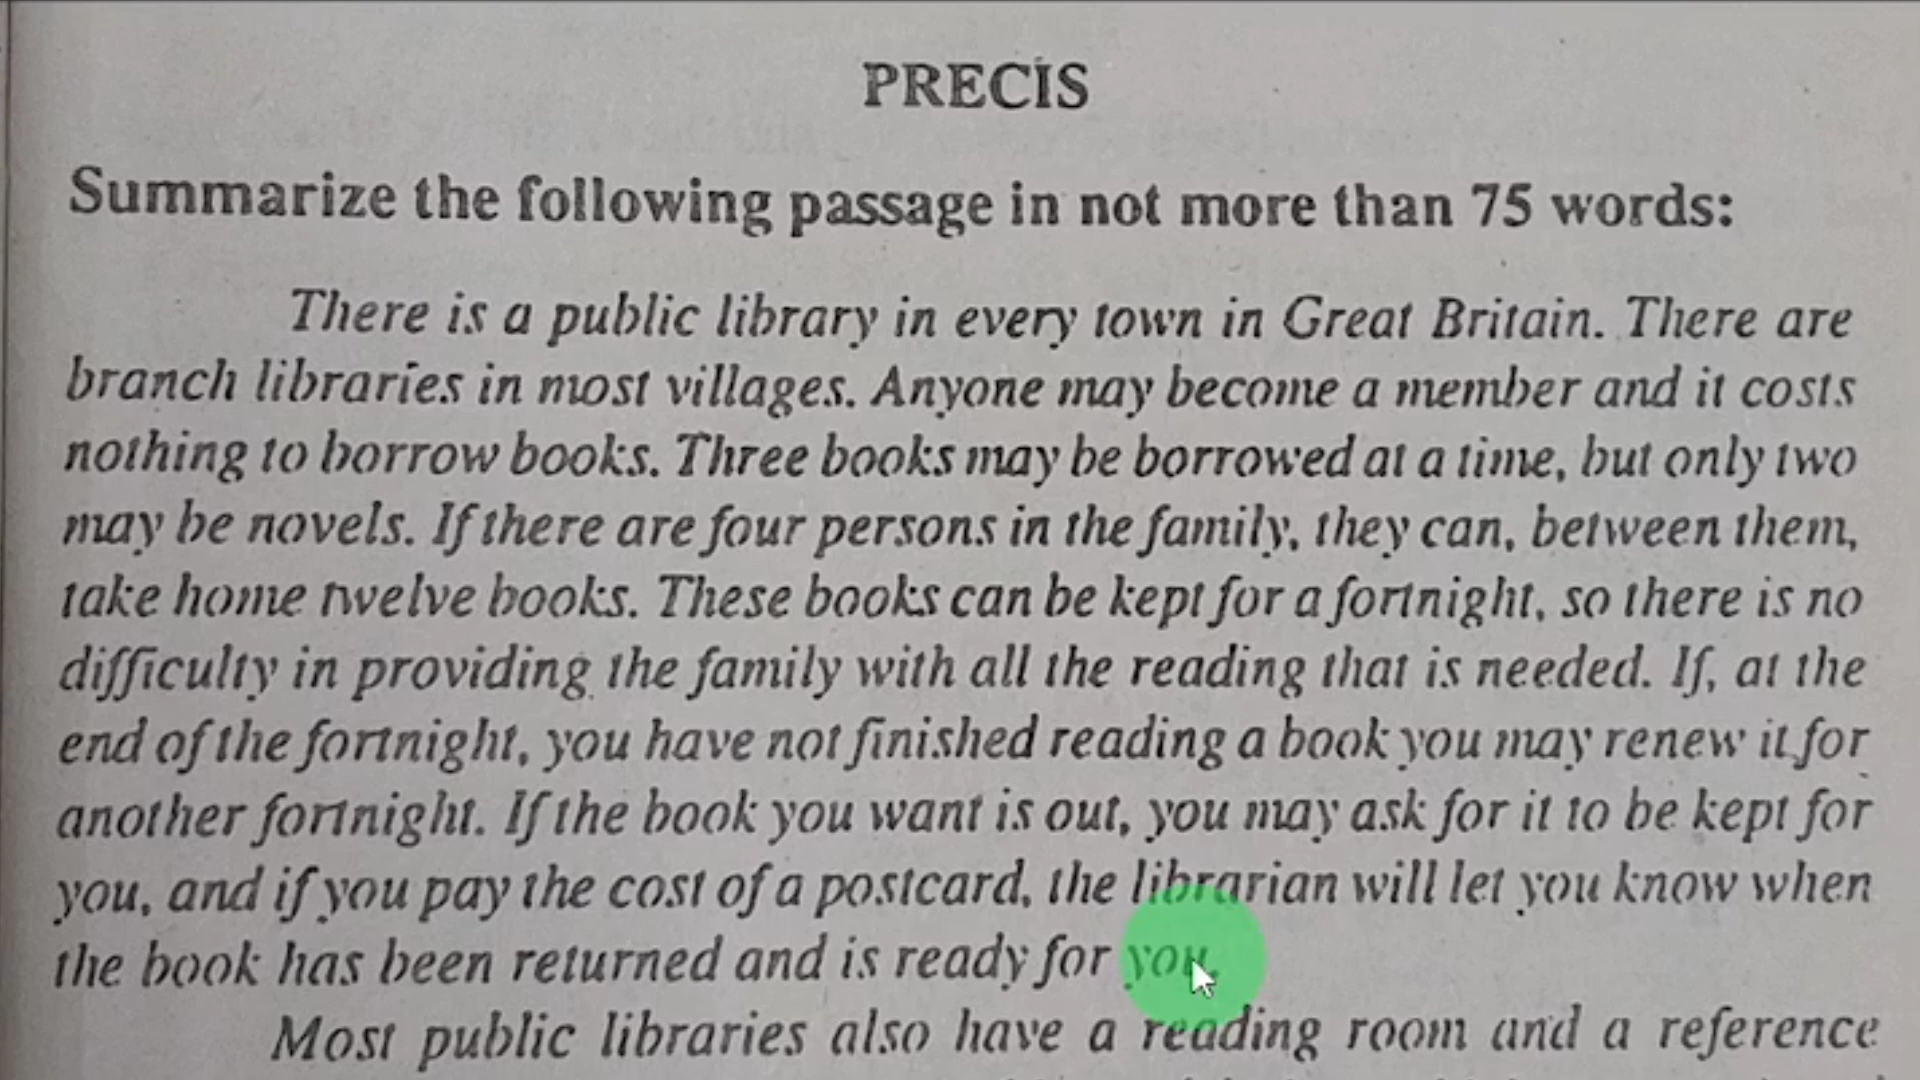 PRECIS
Summarize the following passage in not more than 75 words:
There is a public library in every town in Great Britain. There are
branch libraries in most villages. Anyone may become a member and it costs
nothing to borrow books. Three books may be borrowed at a time, but only two
may be novels. If there are four persons in the family, they can, between them,
take home twelve books. These books can be kept for a fortnight, so there is no
difficulty in providing the family with all the reading that is needed. If, at the
end of the fortnight, you have not finished reading a book you may renew it for
another fortnight. If the book you want is out, you may ask for it to be kept for
you, and if you pay the cost of a postcard, the librarian will let you know when
the book has been returned and is ready for you.
Most public libraries also have a reading room and a reference